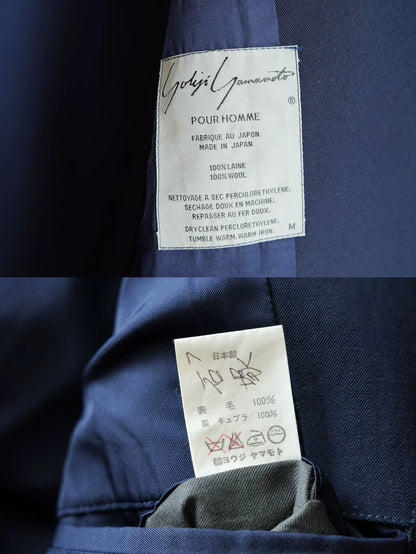 Yohji Yamamoto
®
POUR HOMME
FABRIQUE AU JAPON
MADE IN JAPAN
100%LAINE
100%WOOL
NETTOYAGE A SEC PERCHLORETHYLENE.
SECHAGE DOUX EN MACHINE.
REPASSER AU FER DOUX.
DRYCLEAN PERCLORETHYLENE.
TUMBLE WARM. WARM IRON. M
日本製
表 毛 100%
裏 キュプラ 100%
㈱ヨウジ ヤマモト